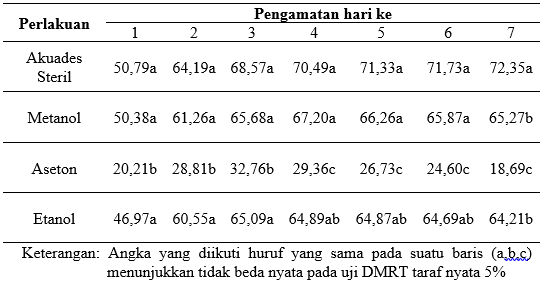 Perlakuan Pengamatan hari ke
1 2 3 4 5 6 7
Akuades Steril 50,79a 64,19a 68,57a 70,49a 71,33a 71,73a 72,35a
Metanol 50,38a 61,26a 65,68a 67,20a 66,26a 65,87a 65,27b
Aseton 20,21b 28,81b 32,76b 29,36c 26,73c 24,60c 18,69c
Etanol 46,97a 60,55a 65,09a 64,89ab 64,87ab 64,69ab 64,21b
Keterangan: Angka yang diikuti huruf yang sama pada suatu baris (a,b,c)
menunjukkan tidak beda nyata pada uji DMRT taraf nyata 5%